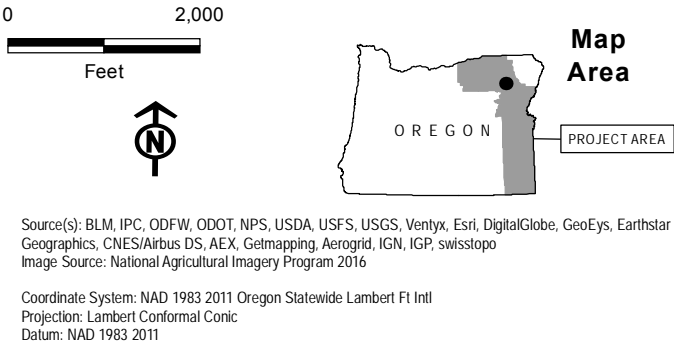 0 2,000
Feet
N
Map
Area
OREGON
PROJECT AREA
Source(s): BLM, IPC, ODFW, ODOT, NPS, USDA, USFS, USGS, Ventyx, Esri, DigitalGlobe, GeoEys, Earthstar
Geographics, CNES/Airbus DS, AEX, Getmapping, Aerogrid, IGN, IGP, swisstopo
Image Source: National Agricultural Imagery Program 2016
Coordinate System: NAD 1983 2011 Oregon Statewide Lambert Ft Intl
Projection: Lambert Conformal Conic
Datum: NAD 1983 2011